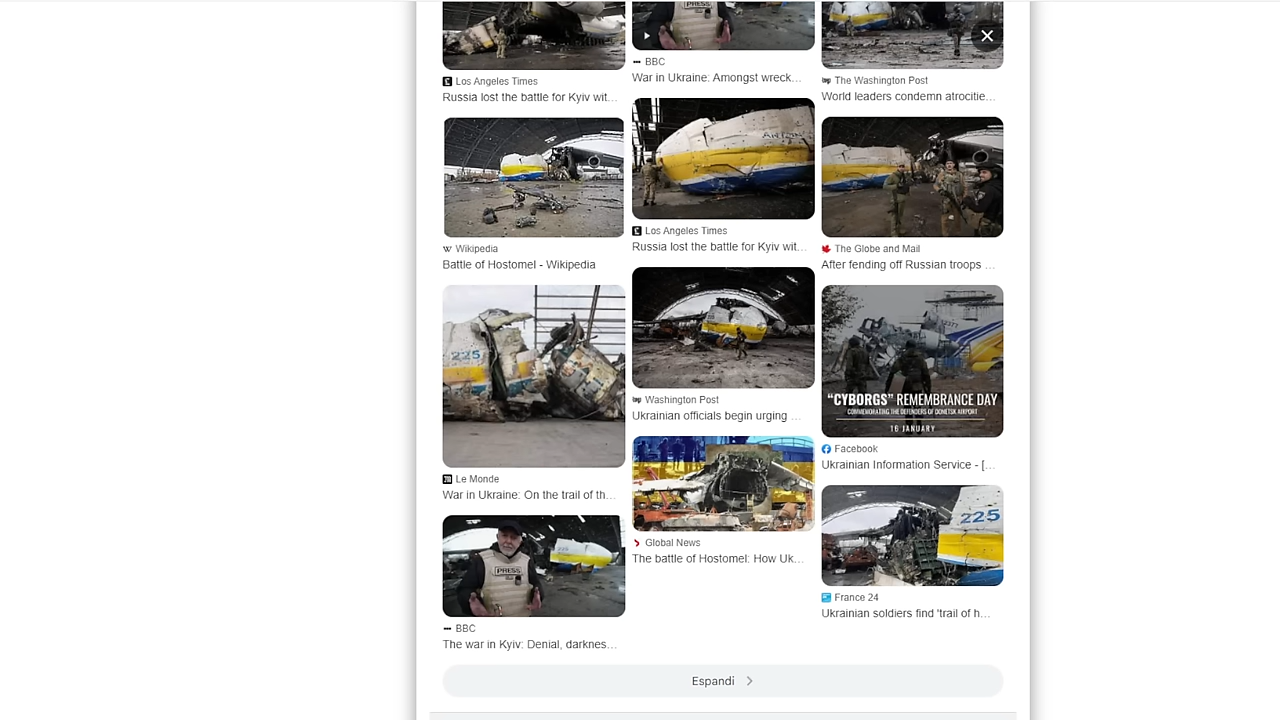 Los Angeles Times
Russia lost the battle for Kyiv wit...
PRESS
BBC
War in Ukraine: Amongst wreck...
The Washington Post
World leaders condemn atrocitie...
Wikipedia
Battle of Hostomel - Wikipedia
Los Angeles Times
Russia lost the battle for Kyiv wit...
The Globe and Mail
After fending off Russian troops ...
225
Le Monde
War in Ukraine: On the trail of th...
Washington Post
Ukrainian officials begin urging ...
"CYBORGS" REMEMBRANCE DAY
COMMEMORATING THE DEFENDERS OF DONETSK AIRPORT
16 JANUARY
Facebook
Ukrainian Information Service - [...
Global News
The battle of Hostomel: How Uk...
225
France 24
Ukrainian soldiers find 'trail of h...
PRESS
BBC
The war in Kyiv: Denial, darknes...
Espandi